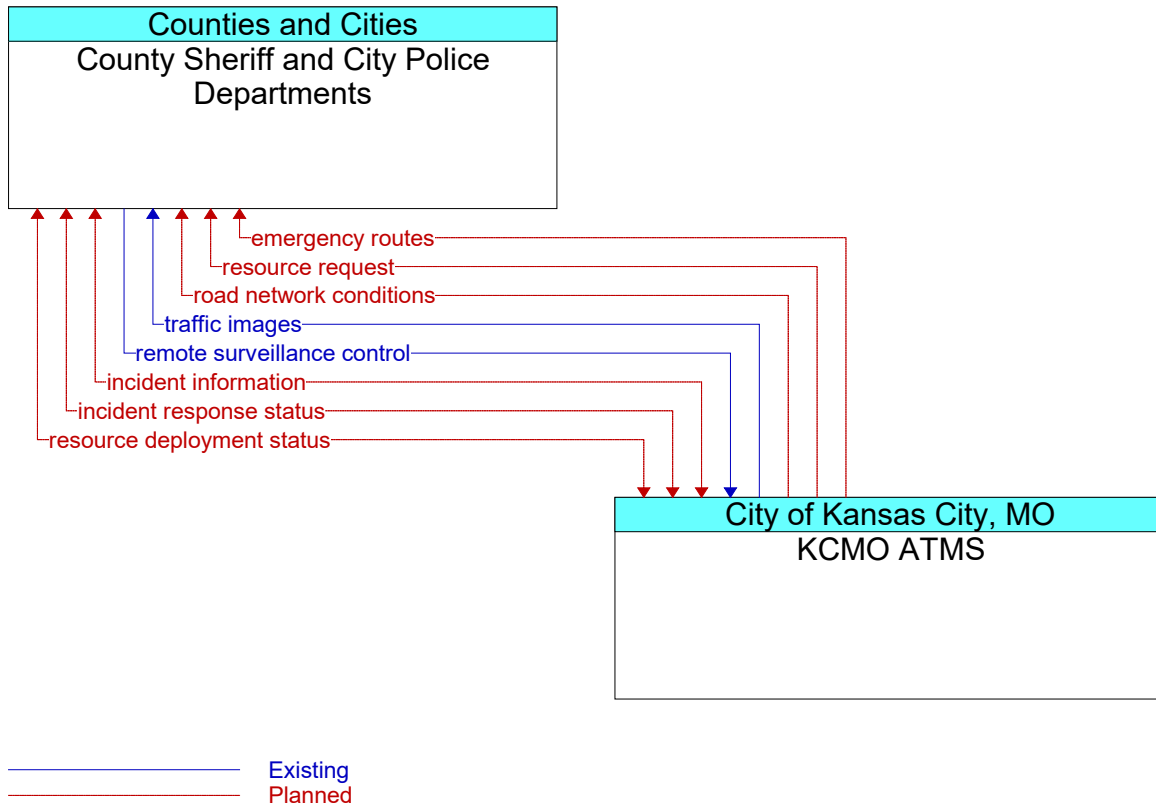 Counties and Cities
County Sheriff and City Police
Departments
emergency routes
resource request
road network conditions
traffic images
remote surveillance control
incident information
incident response status
resource deployment status
City of Kansas City, MO
KCMO ATMS
Existing
Planned